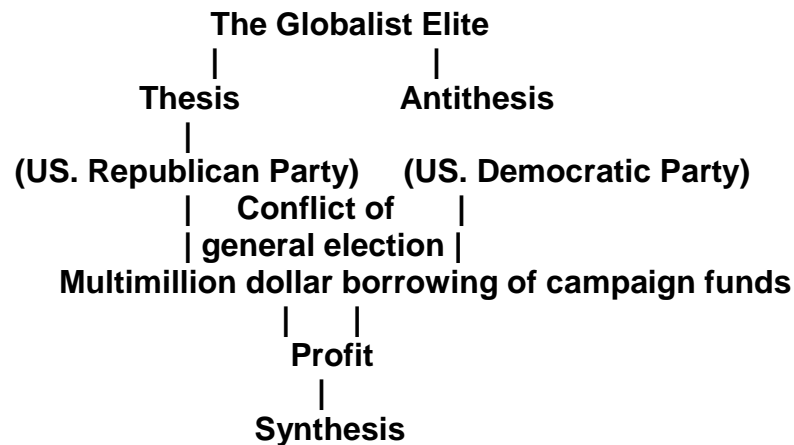 The Globalist Elite
| |
Thesis Antithesis
|
(US. Republican Party) (US. Democratic Party)
| Conflict of |
| general election |
Multimillion dollar borrowing of campaign funds
| |
Profit
|
Synthesis